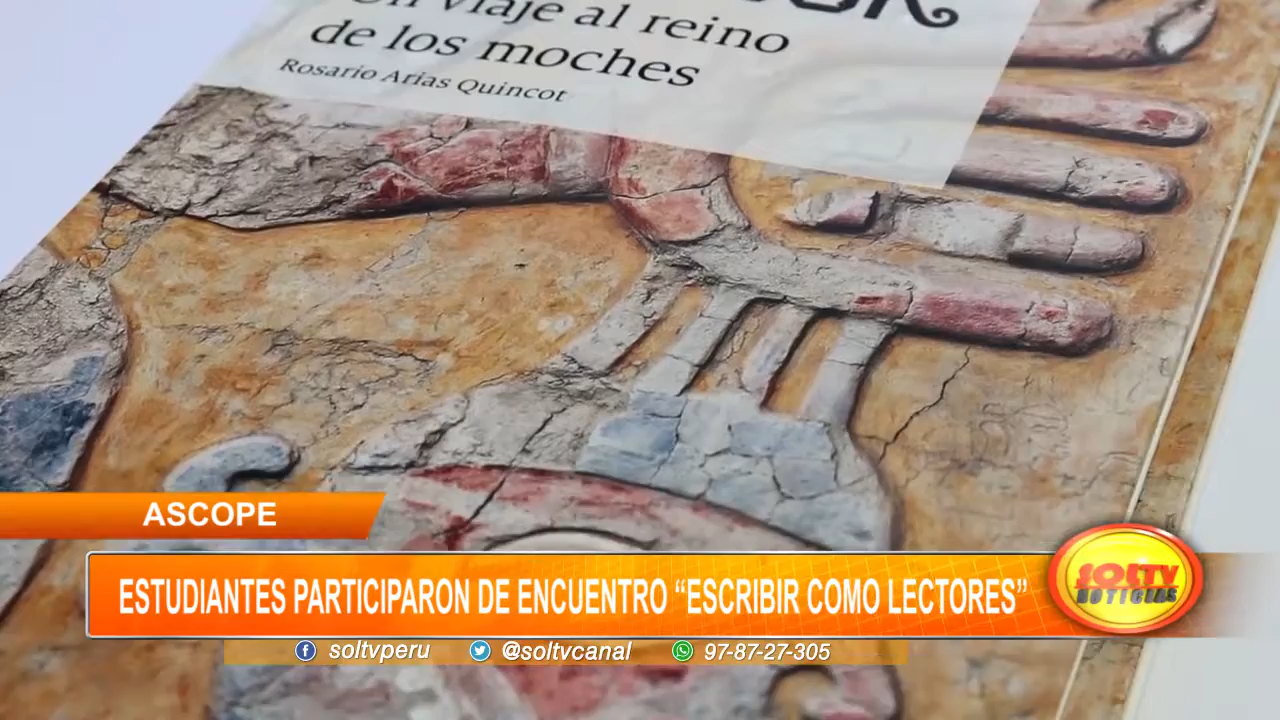 Un viaje al reino
de los moches
Rosario Arias Quincot
ASCOPE
ESTUDIANTES PARTICIPARON DE ENCUENTRO “ESCRIBIR COMO LECTORES”
SOLTV
NOTICIAS
soltvperu @soltvcanal 97-87-27-305